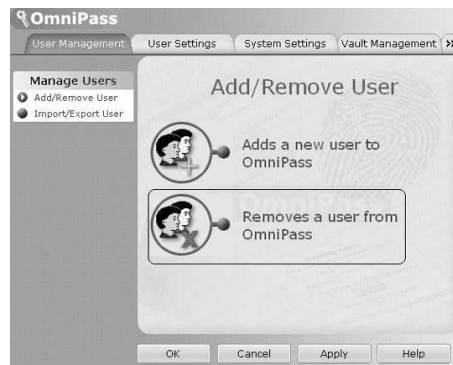 OmniPass
User Management
User Settings
System Settings
Vault Management
Manage Users
Add/Remove User
Import/Export User
Add/Remove User
Adds a new user to
OmniPass
Removes a user from
OmniPass
OK
Cancel
Apply
Help